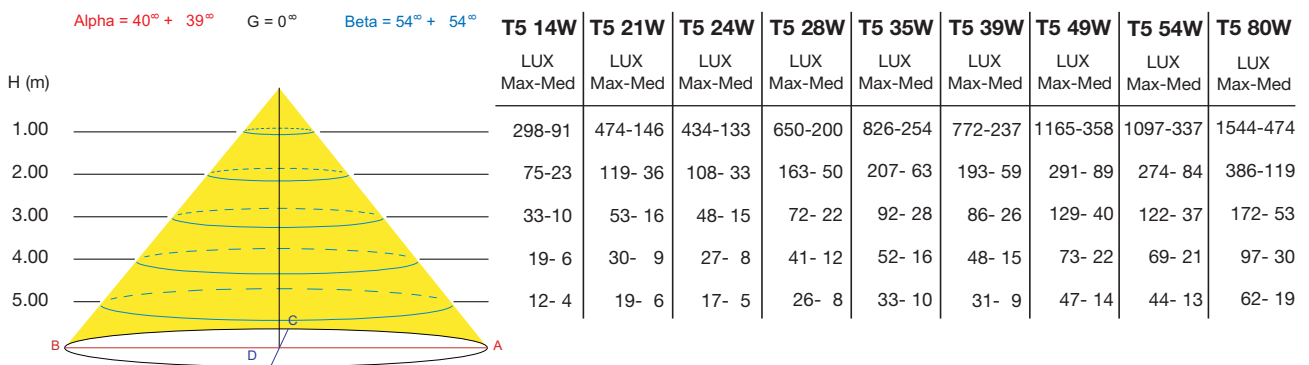 Alpha = 40∞ + 39∞ G = 0∞ Beta = 54∞ + 54∞
T5 14W T5 21W T5 24W T5 28W T5 35W T5 39W T5 49W T5 54W T5 80W
LUX LUX LUX LUX LUX LUX LUX LUX LUX
H (m) Max-Med Max-Med Max-Med Max-Med Max-Med Max-Med Max-Med Max-Med Max-Med
1.00 298-91 474-146 434-133 650-200 826-254 772-237 1165-358 1097-337 1544-474
2.00 75-23 119- 36 108- 33 163- 50 207- 63 193- 59 291- 89 274- 84 386-119
3.00 33-10 53- 16 48- 15 72- 22 92- 28 86- 26 129- 40 122- 37 172- 53
4.00 19- 6 30- 9 27- 8 41- 12 52- 16 48- 15 73- 22 69- 21 97- 30
5.00 12- 4 19- 6 17- 5 26- 8 33- 10 31- 9 47- 14 44- 13 62- 19
C
B A
D